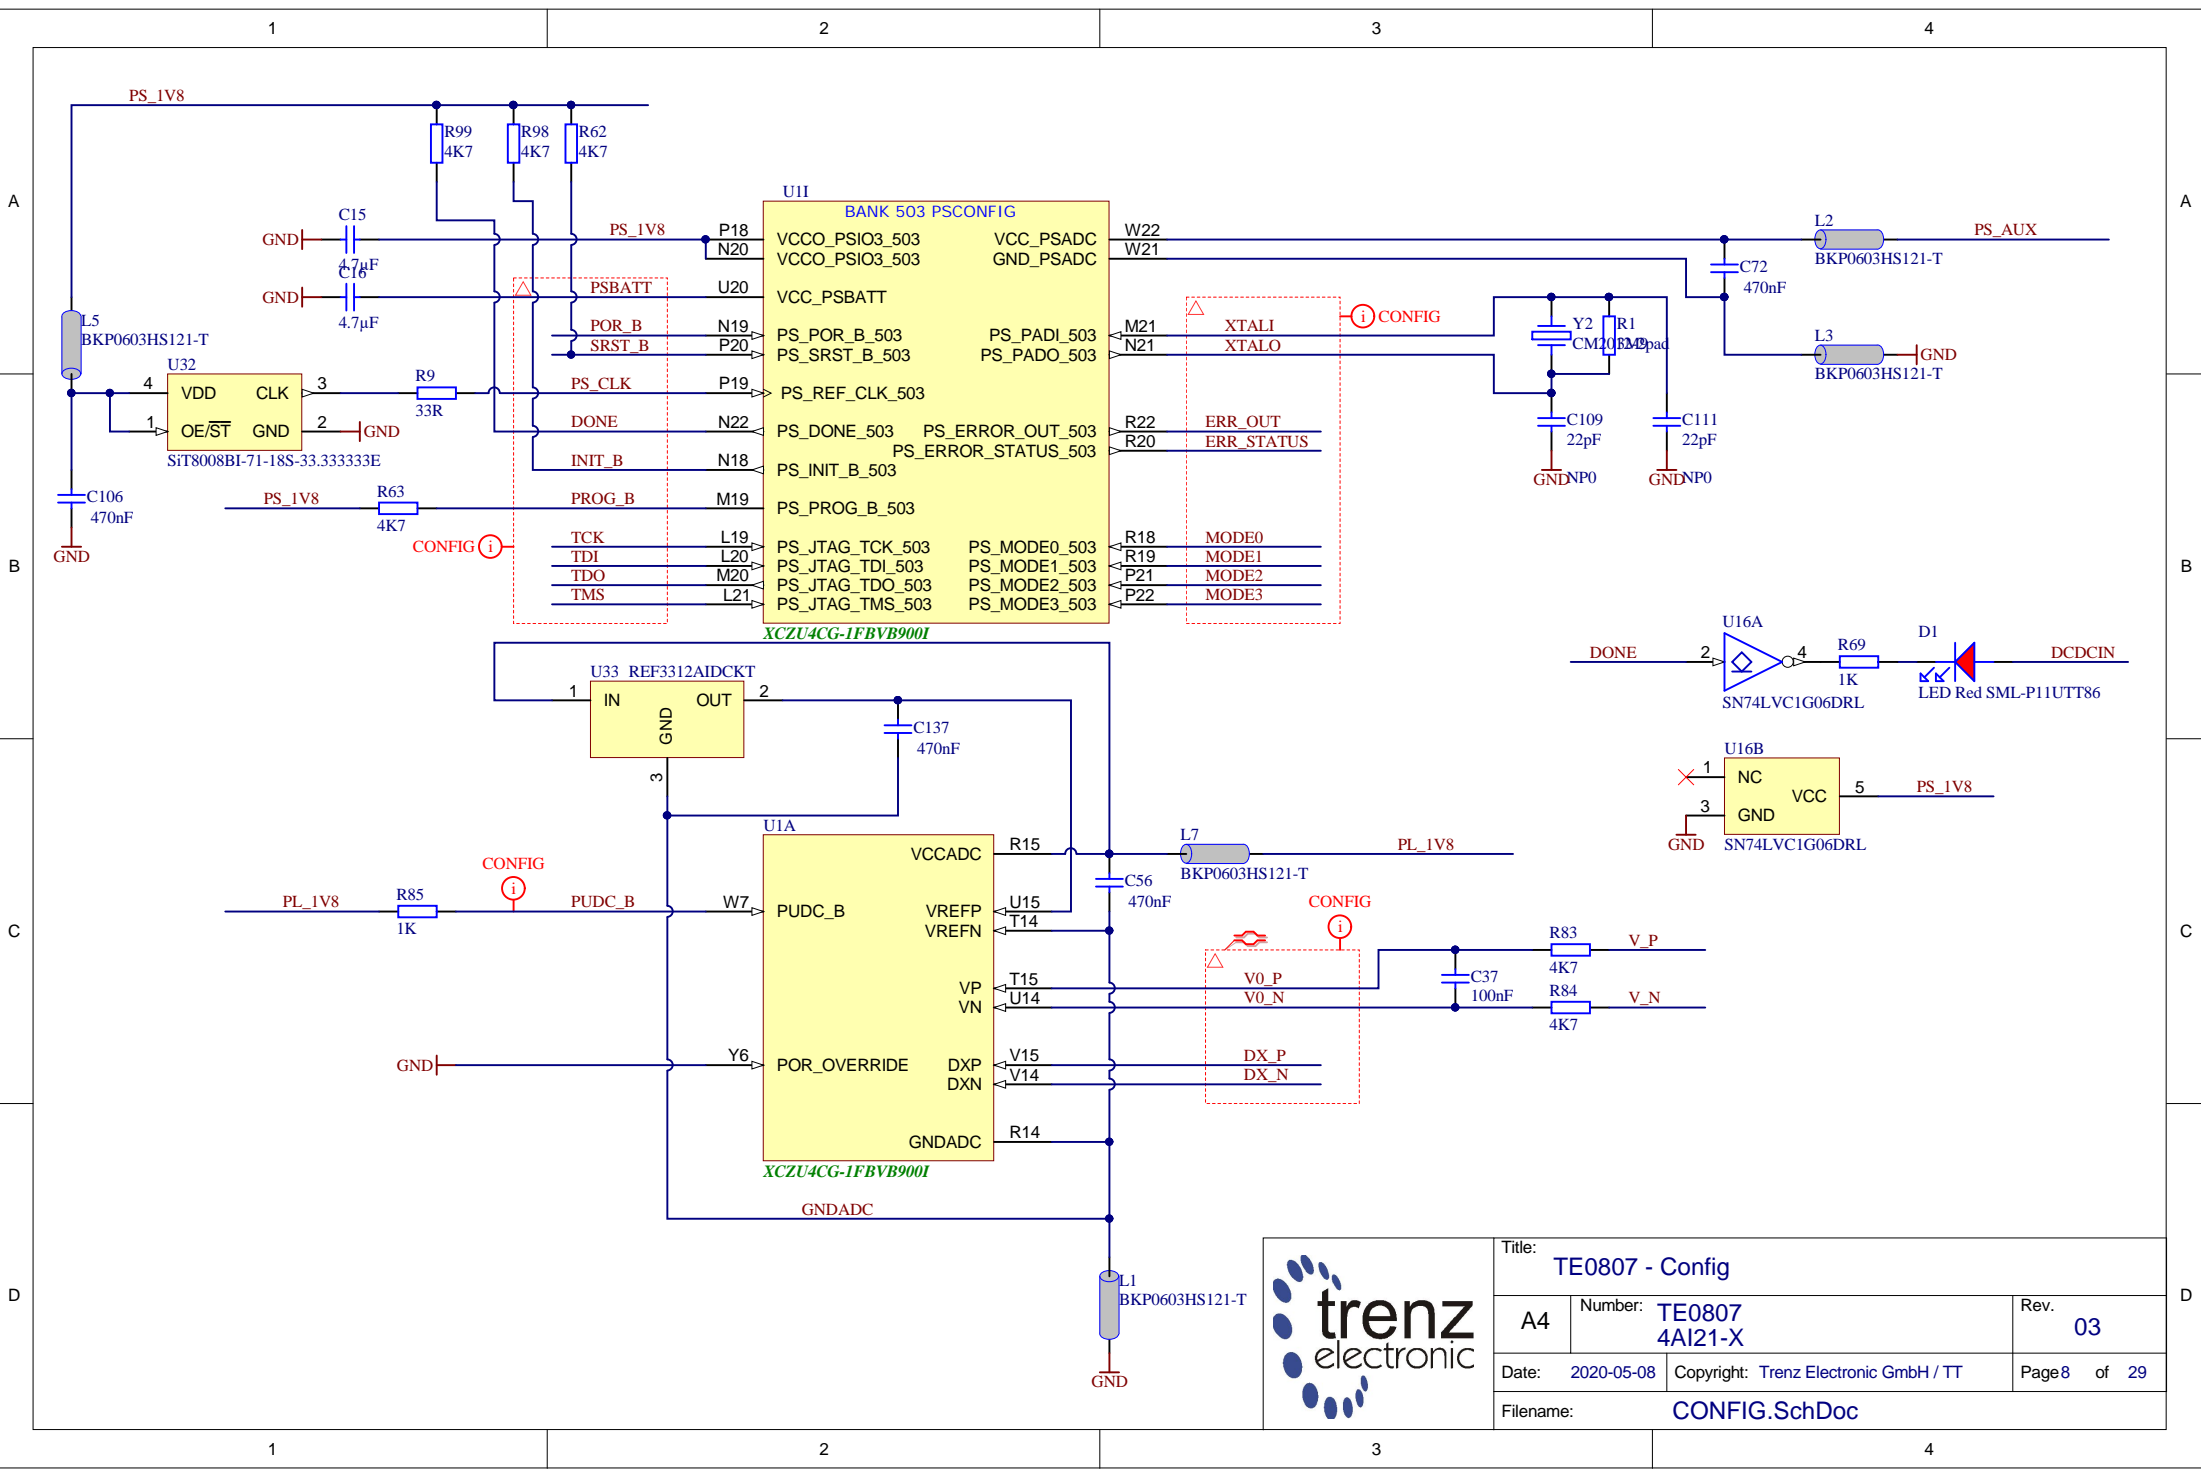 1 2 3 4
A A
B B
C C
D D
PS_1V8
R99
4K7
R98
4K7
R62
4K7
C15
GND
4.7µF
C16
GND
4.7µF
PS_1V8
PSBATT
POR_B
SRST_B
PS_CLK
DONE
INIT_B
PROG_B
TCK
TDI
TDO
TMS
L5
BKP0603HS121-T
U32
4 VDD CLK 3
1 OE/ST GND 2 GND
SiT8008BI-71-18S-33.333333E
R9
33R
C106
470nF
GND
PS_1V8
R63
4K7
CONFIG i
U1I
BANK 503 PSCONFIG
P18 VCCO_PSIO3_503
N20 VCCO_PSIO3_503
U20 VCC_PSBATT
N19 PS_POR_B_503
P20 PS_SRST_B_503
P19 PS_REF_CLK_503
N22 PS_DONE_503
N18 PS_INIT_B_503
M19 PS_PROG_B_503
L19 PS_JTAG_TCK_503
L20 PS_JTAG_TDI_503
M20 PS_JTAG_TDO_503
L21 PS_JTAG_TMS_503
VCC_PSADC W22
GND_PSADC W21
PS_PADI_503 M21
PS_PADO_503 N21
PS_ERROR_OUT_503 R22
PS_ERROR_STATUS_503 R20
PS_MODE0_503 R18
PS_MODE1_503 R19
PS_MODE2_503 P21
PS_MODE3_503 P22
XCZU4CG-1FBVB900I
XTALI
XTALO
ERR_OUT
ERR_STATUS
MODE0
MODE1
MODE2
MODE3
i CONFIG
Y2
R1
C109
22pF
GND NP0
C111
22pF
GND NP0
L2
BKP0603HS121-T
PS_AUX
C72
470nF
L3
BKP0603HS121-T
GND
U16A
DONE 2 4
SN74LVC1G06DRL
R69
1K
D1
LED Red SML-P11UTT86
DCDCIN
U16B
1 NC
3 GND
VCC 5 PS_1V8
GND
SN74LVC1G06DRL
U33 REF3312AIDCKT
1 IN OUT 2
GND
3
C137
470nF
U1A
VCCADC R15
W7 PUDC_B
VREFP U15
VREFN T14
VP T15
VN U14
Y6 POR_OVERRIDE
DXP V15
DXN V14
GNDADC R14
XCZU4CG-1FBVB900I
PL_1V8
R85
1K
CONFIG
i
PUDC_B
GND
L7
BKP0603HS121-T
PL_1V8
C56
470nF
CONFIG
i
V0_P
V0_N
DX_P
DX_N
C37
100nF
R83
4K7
V_P
R84
4K7
V_N
GNDADC
L1
BKP0603HS121-T
GND
trenz
electronic
Title:
TE0807 - Config
A4
Number: TE0807
4AI21-X
Rev.
03
Date: 2020-05-08
Copyright: Trenz Electronic GmbH / TT
Page 8 of 29
Filename: CONFIG.SchDoc
1 2 3 4